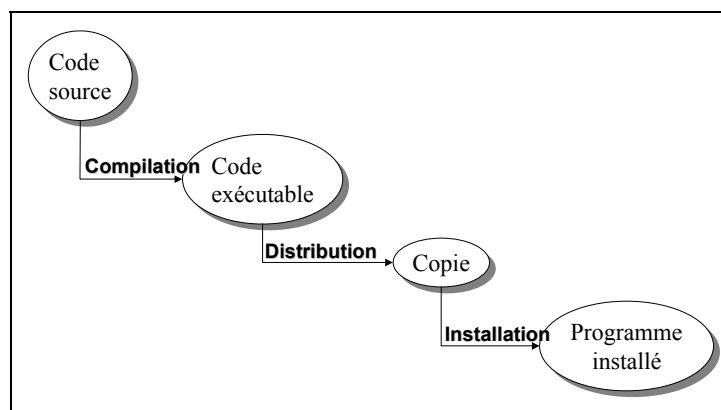 Code
source
Compilation
Code
exécutable
Distribution
Copie
Installation
Programme
installé